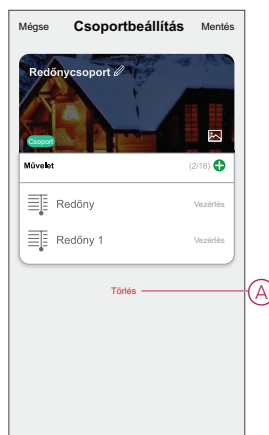 Mégse Csoportbeállítás Mentés
Redőnycsoport
Csoport
Művelet (2/16)
Redőny Vezérlés
Redőny 1 Vezérlés
Törlés
A